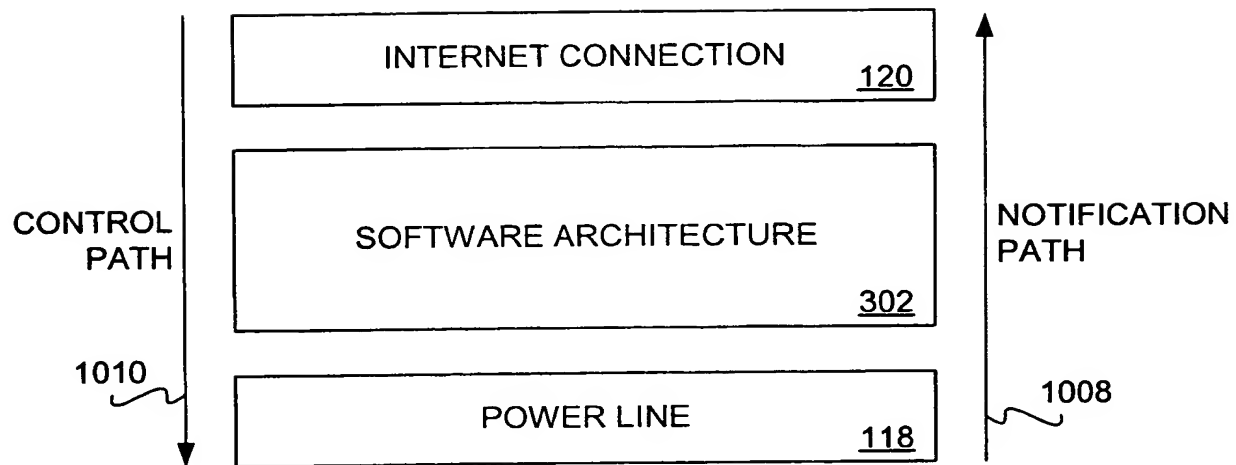 INTERNET CONNECTION
120
CONTROL
PATH
SOFTWARE ARCHITECTURE
302
NOTIFICATION
PATH
1010
POWER LINE
118
1008